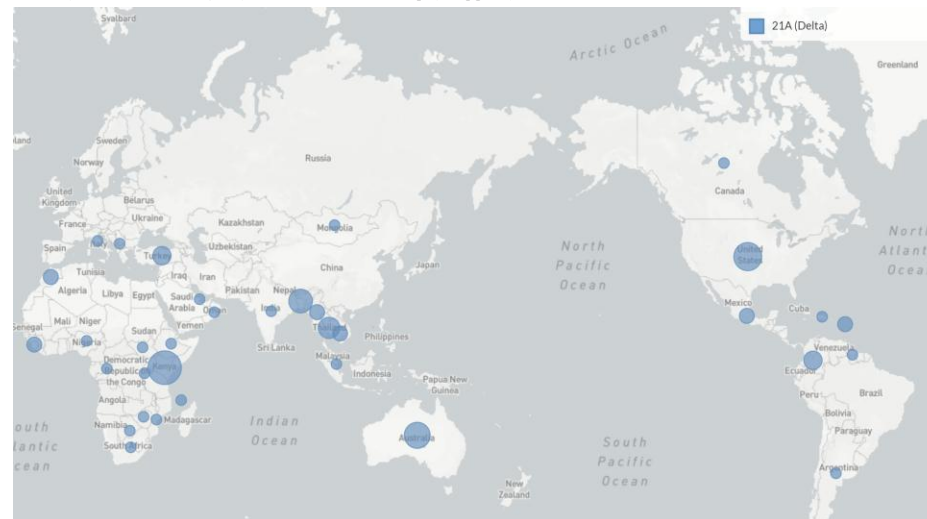 Svalbard
21A (Delta)
Arctic Ocean
Greenland
Sweden
Russia
Norway
Canada
United
Kingdom
Belarus
Ukraine
France
Kazakhstan
Mongolia
Spain
Turkey
Uzbekistan
North
Pacific
Ocean
United
States
Tunisia
Iraq
Iran
China
Japan
Algeria
Libya
Egypt
Saudi
Arabia
Pakistan
Nepal
India
Mexico
Cuba
Mali
Niger
Sudan
Yemen
Oman
Thailand
Philippines
Senegal
Nigeria
Sri Lanka
Malaysia
Venezuela
Democratic
Republic of
the Congo
Kenya
Indonesia
Papua New
Guinea
Ecuador
Peru
Brazil
Angola
Namibia
Madagascar
Indian
Ocean
Bolivia
Paraguay
South Africa
Australia
South
Pacific
Ocean
New
Zealand
Argentina